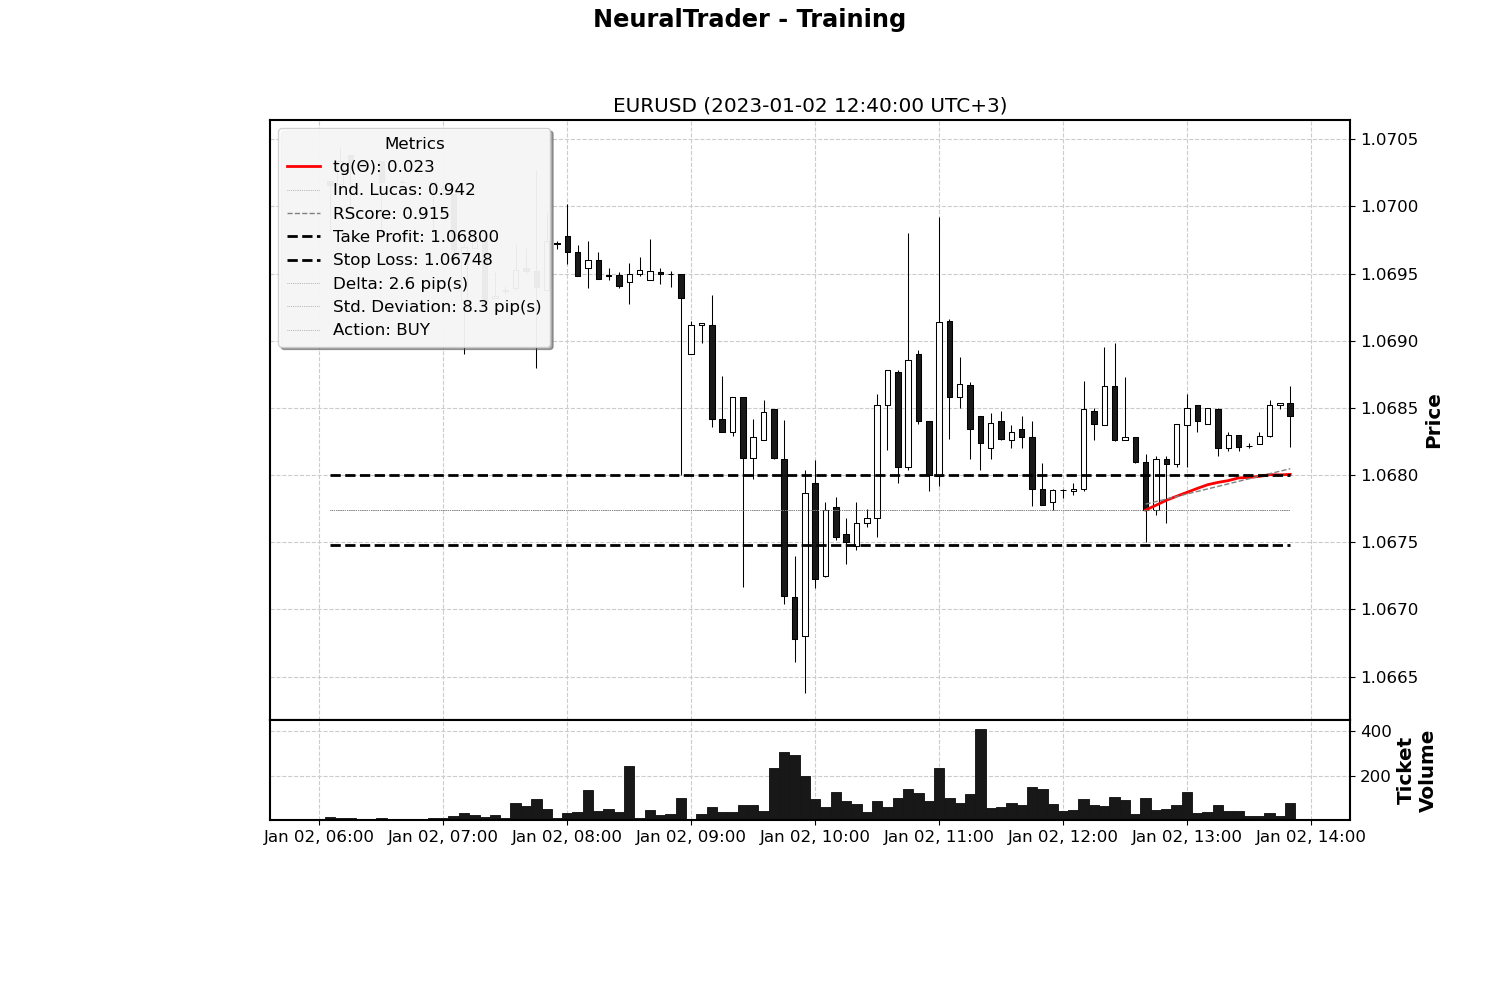 NeuralTrader - Training
EURUSD (2023-01-02 12:40:00 UTC+3)
Metrics
tg(Θ): 0.023
Ind. Lucas: 0.942
RScore: 0.915
Take Profit: 1.06800
Stop Loss: 1.06748
Delta: 2.6 pip(s)
Std. Deviation: 8.3 pip(s)
Action: BUY
1.0705
1.0700
1.0695
1.0690
1.0685
1.0680
1.0675
1.0670
1.0665
Price
400
200
Ticket
Volume
Jan 02, 06:00
Jan 02, 07:00
Jan 02, 08:00
Jan 02, 09:00
Jan 02, 10:00
Jan 02, 11:00
Jan 02, 12:00
Jan 02, 13:00
Jan 02, 14:00